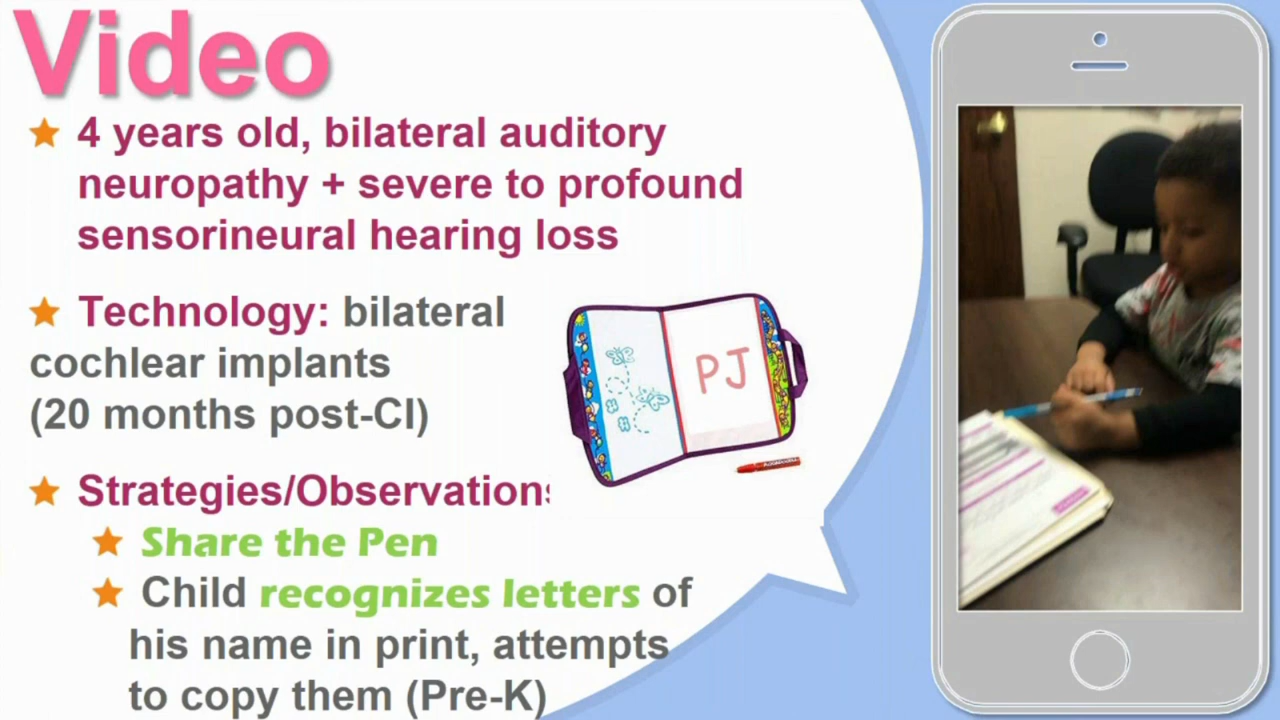 Video
4 years old, bilateral auditory
neuropathy + severe to profound
sensorineural hearing loss
Technology: bilateral
cochlear implants
(20 months post-CI)
PJ
Strategies/Observations
Share the Pen
Child recognizes letters of
his name in print, attempts
to copy them (Pre-K)